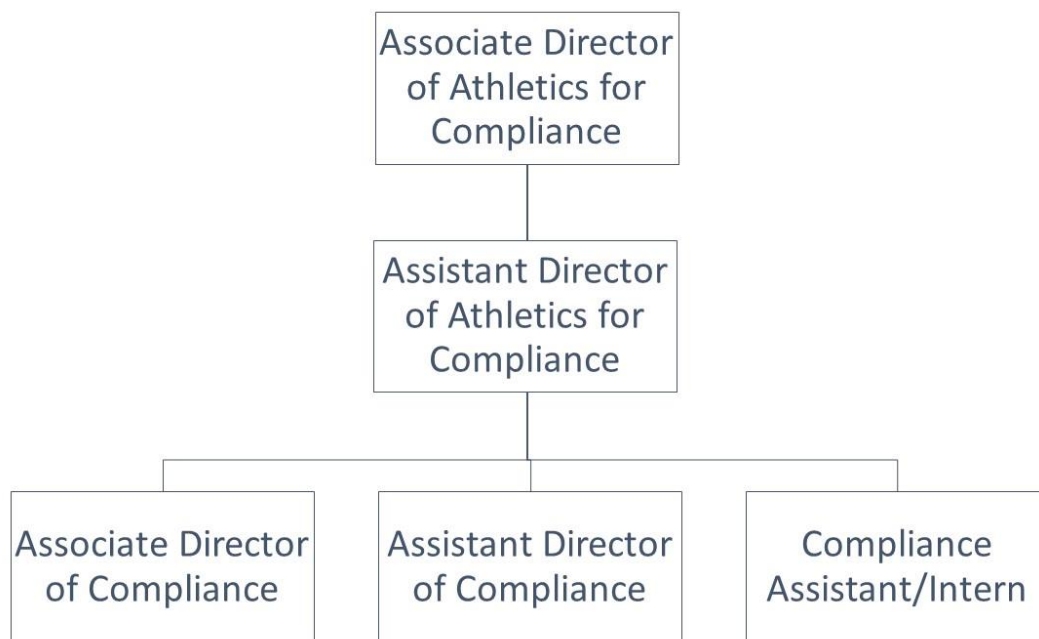 Associate Director
of Athletics for
Compliance
Assistant Director
of Athletics for
Compliance
Associate Director
of Compliance
Assistant Director
of Compliance
Compliance
Assistant/Intern